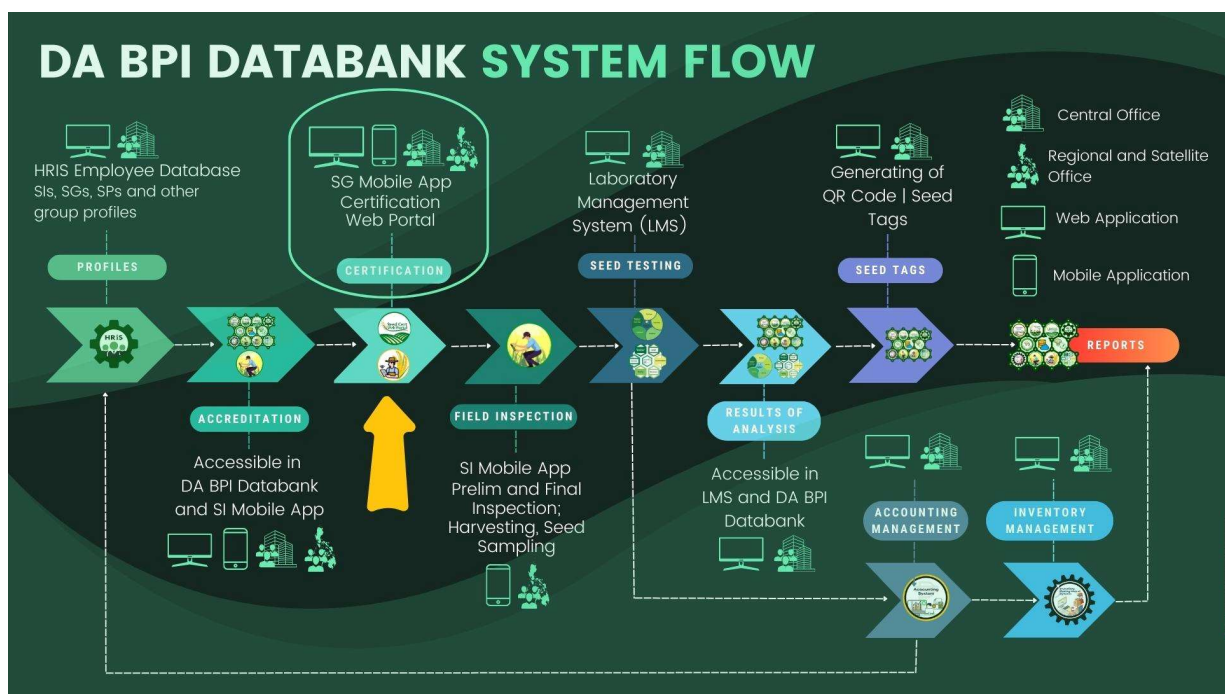 DA BPI DATABANK SYSTEM FLOW
HRIS Employee Database
SIs, SGs, SPs and other
group profiles
PROFILES
SG Mobile App
Certification
Web Portal
CERTIFICATION
Laboratory
Management
System (LMS)
SEED TESTING
Generating of
QR Code | Seed
Tags
SEED TAGS
Central Office
Regional and Satellite
Office
Web Application
Mobile Application
HRIS
REPORTS
ACCREDITATION
Accessible in
DA BPI Databank
and SI Mobile App
FIELD INSPECTION
SI Mobile App
Prelim and Final
Inspection;
Harvesting, Seed
Sampling
RESULTS OF
ANALYSIS
Accessible in
LMS and DA BPI
Databank
ACCOUNTING
MANAGEMENT
INVENTORY
MANAGEMENT
Accounting
System